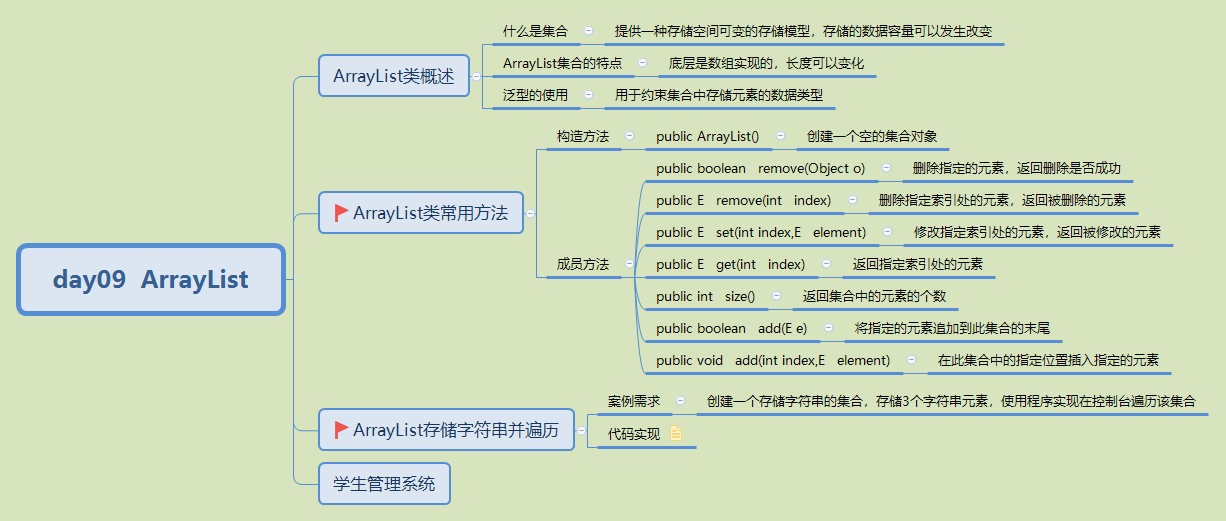 day09 ArrayList
ArrayList类概述
什么是集合
提供一种存储空间可变的存储模型，存储的数据容量可以发生改变
ArrayList集合的特点
底层是数组实现的，长度可以变化
泛型的使用
用于约束集合中存储元素的数据类型
ArrayList类常用方法
构造方法
public ArrayList()
创建一个空的集合对象
成员方法
public boolean remove(Object o)
删除指定的元素，返回删除是否成功
public E remove(int index)
删除指定索引处的元素，返回被删除的元素
public E set(int index,E element)
修改指定索引处的元素，返回被修改的元素
public E get(int index)
返回指定索引处的元素
public int size()
返回集合中的元素的个数
public boolean add(E e)
将指定的元素追加到此集合的末尾
public void add(int index,E element)
在此集合中的指定位置插入指定的元素
ArrayList存储字符串并遍历
案例需求
创建一个存储字符串的集合，存储3个字符串元素，使用程序实现在控制台遍历该集合
代码实现
学生管理系统